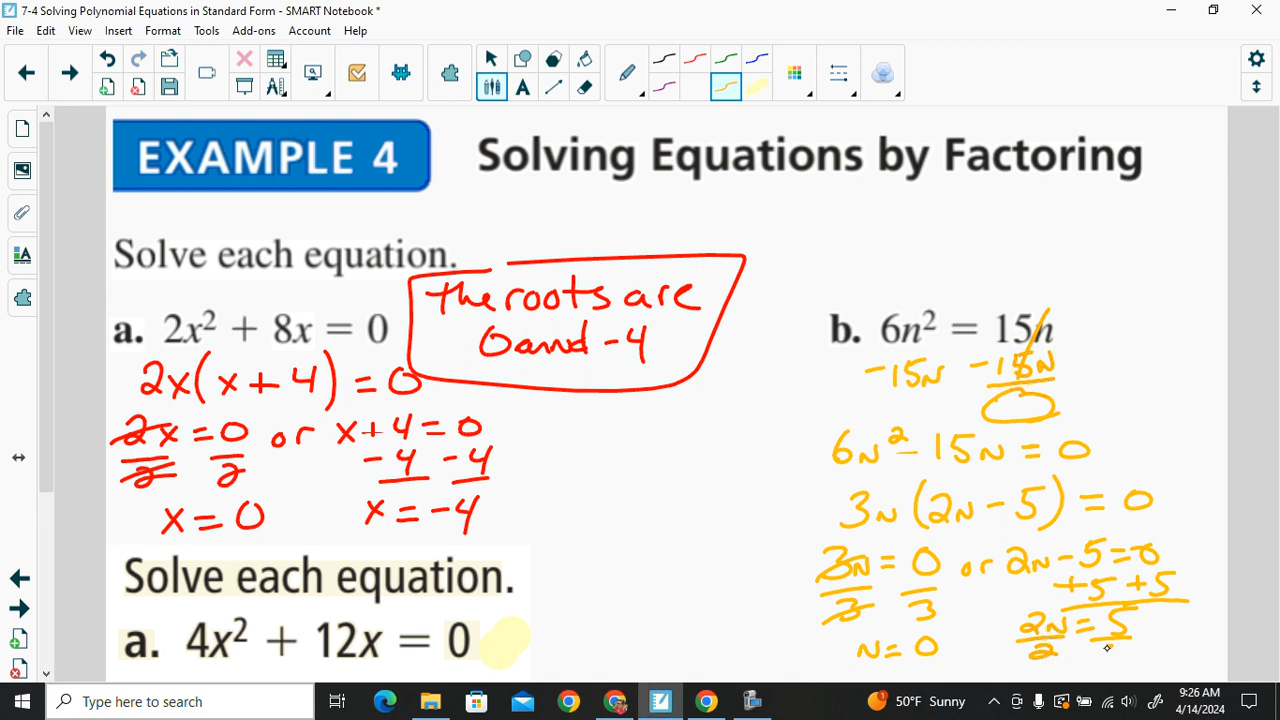 7-4 Solving Polynomial Equations in Standard Form - SMART Notebook *
File Edit View Insert Format Tools Add-ons Account Help
EXAMPLE 4 Solving Equations by Factoring
Solve each equation.
a. 2x² + 8x = 0
2x(x+4) = 0
2x = 0 or x+4 = 0
2 2 -4 -4
x = 0 x = -4
the roots are
0 and -4
b. 6n² = 15n
-15N -15N
0
6N² - 15N = 0
3N(2N - 5) = 0
3N = 0 or 2N - 5 = 0
3 3 +5 +5
N = 0 2N = 5
2
Solve each equation.
a. 4x² + 12x = 0
Type here to search
50°F Sunny
9:26 AM
4/14/2024